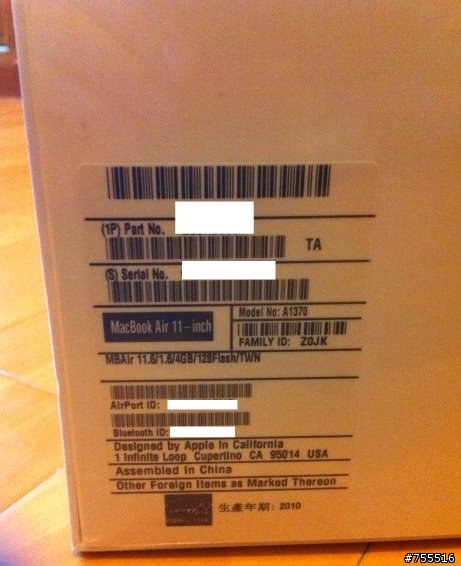 (1P) Part No.
TA
(S) Serial No.
MacBook Air 11-inch
Model No: A1370
FAMILY ID: Z0JK
MBAir 11.6/1.6/4GB/128Flash/TWN
AirPort ID:
Bluetooth ID:
Designed by Apple in California
1 Infinite Loop Cupertino CA 95014 USA
Assembled in China
Other Foreign Items as Marked Thereon
生產年期: 2010
#755516